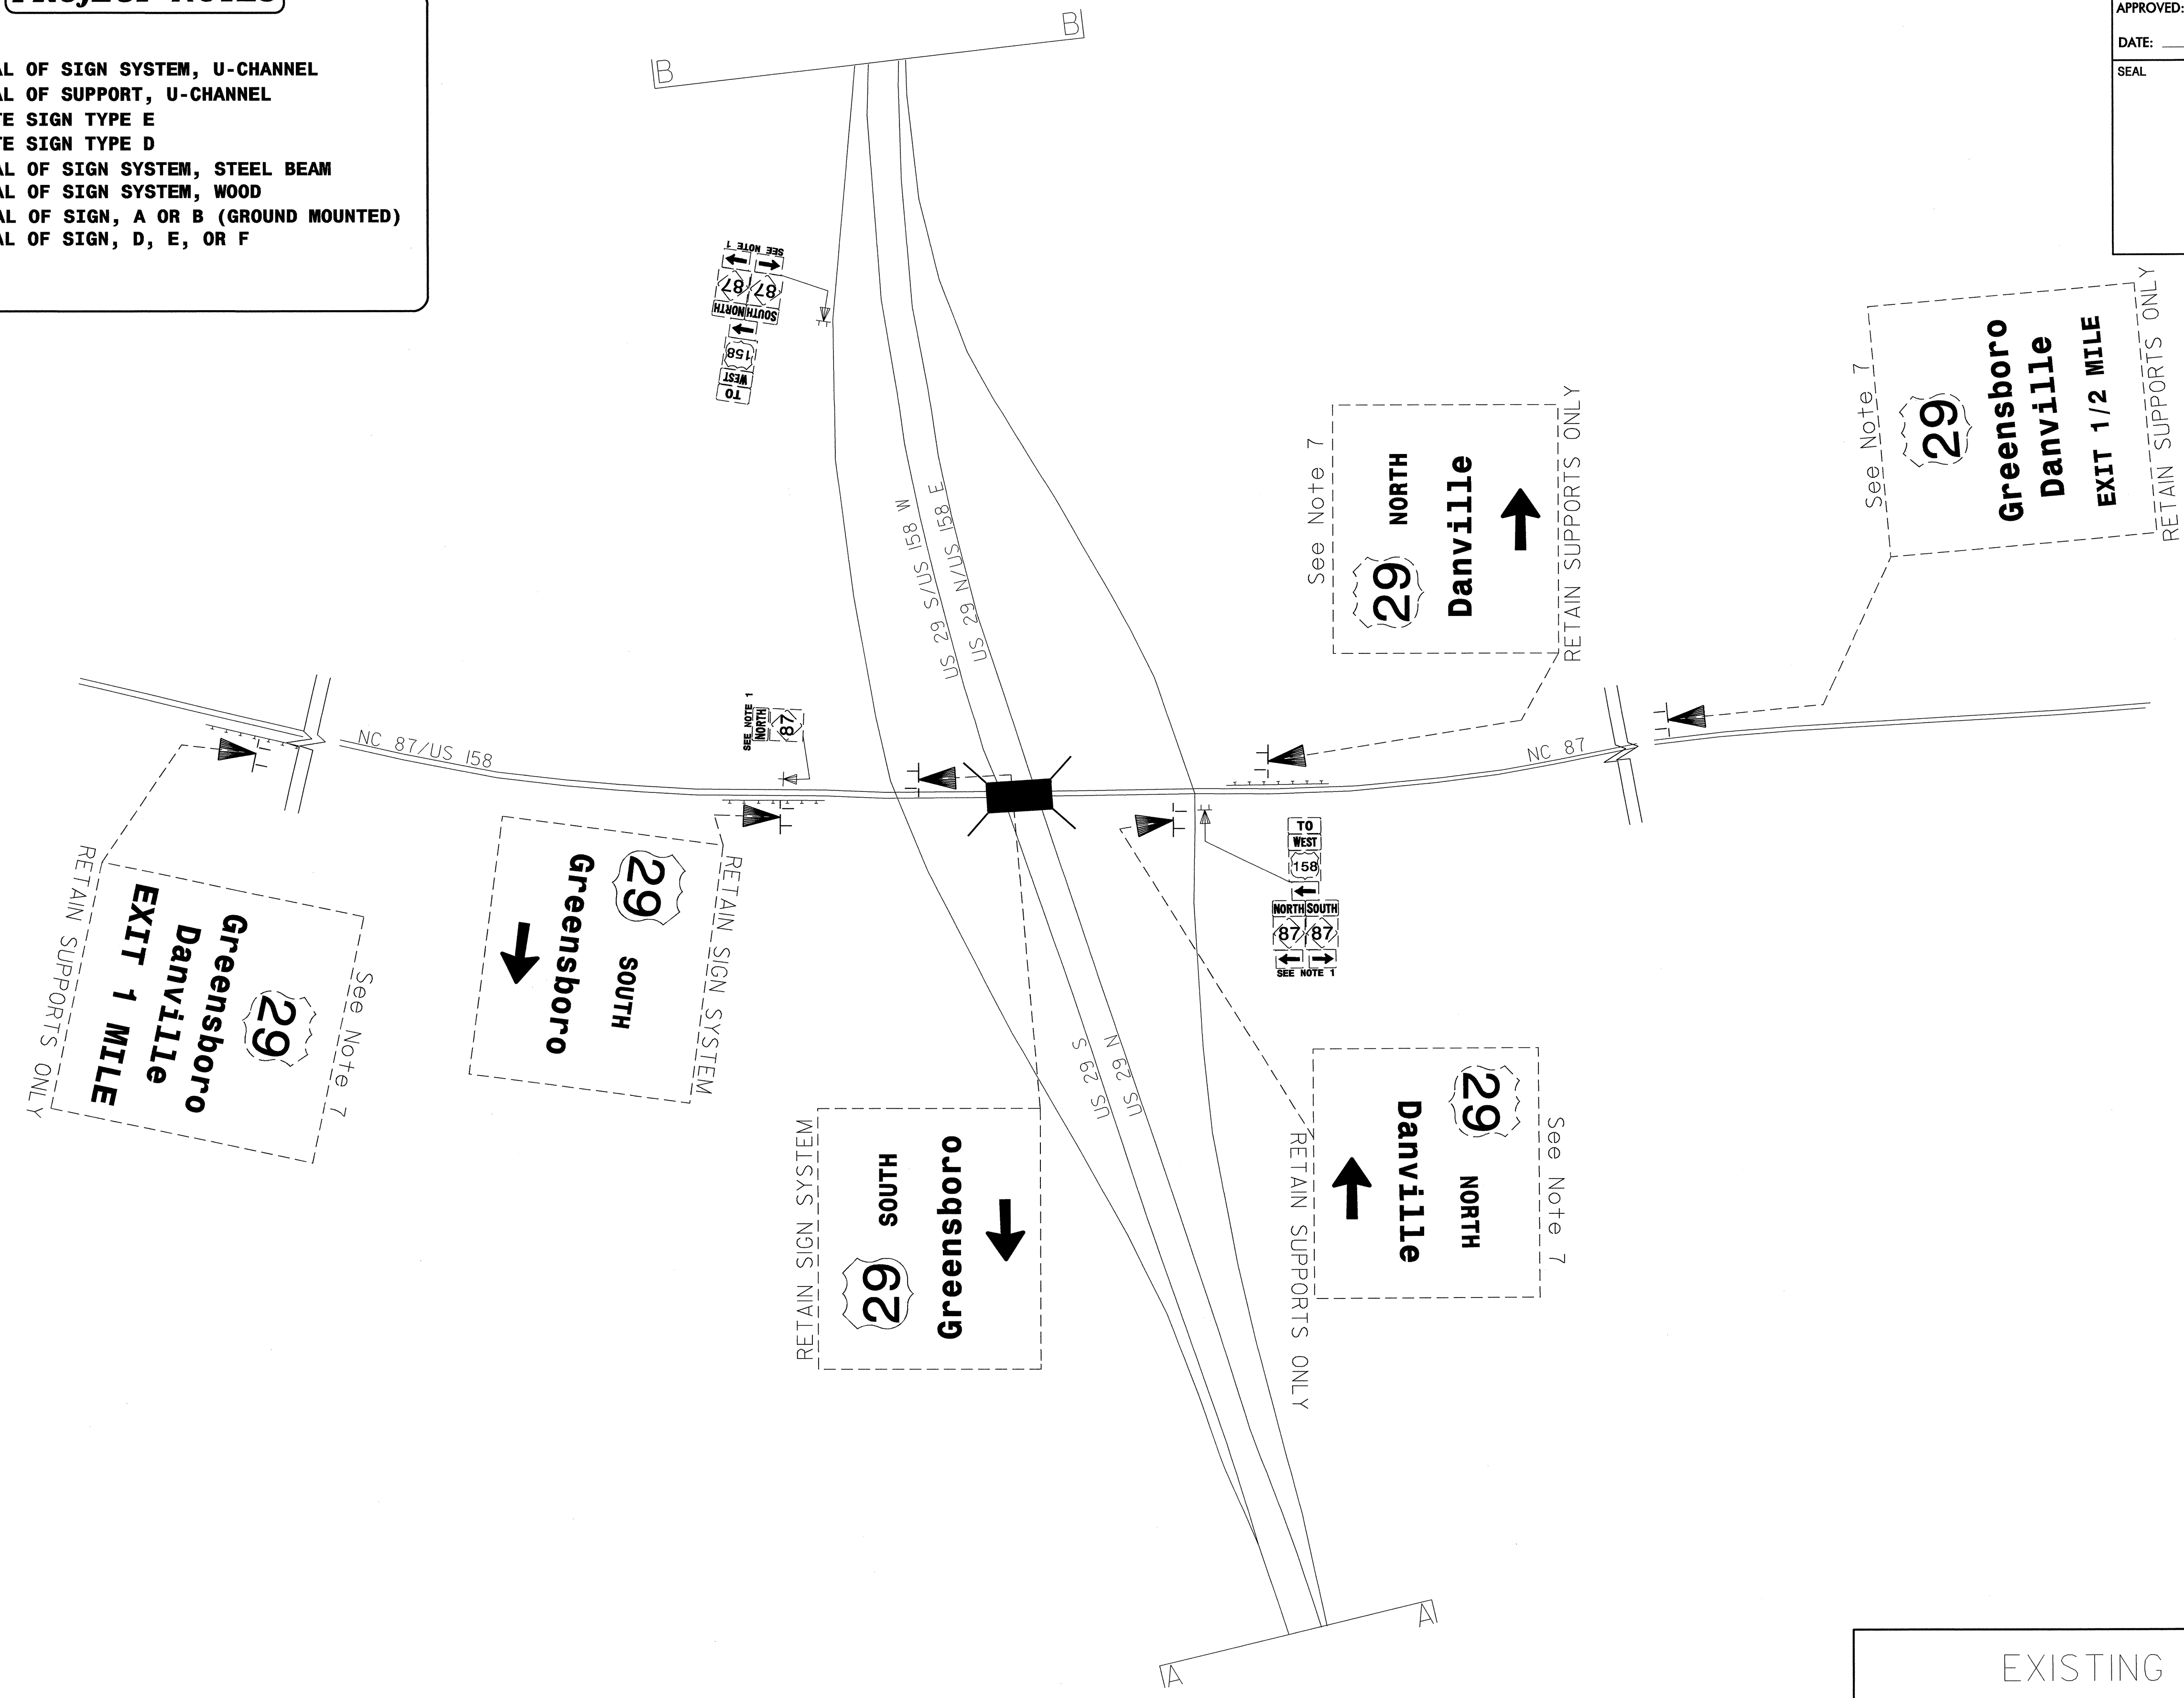 PROJECT NOTES
AL OF SIGN SYSTEM, U-CHANNEL
AL OF SUPPORT, U-CHANNEL
TE SIGN TYPE E
TE SIGN TYPE D
AL OF SIGN SYSTEM, STEEL BEAM
AL OF SIGN SYSTEM, WOOD
AL OF SIGN, A OR B (GROUND MOUNTED)
AL OF SIGN, D, E, OR F
APPROVED:
DATE:
SEAL
B
B
TO
WEST
158
SOUTH NORTH
87 87
SEE NOTE 1
US 29 S/US 158 W
US 29 N/US 158 E
See Note 7
29 NORTH
Danville
RETAIN SUPPORTS ONLY
See Note 7
29
Greensboro
Danville
EXIT 1/2 MILE
RETAIN SUPPORTS ONLY
NC 87/US 158
SEE NOTE 1
NORTH
87
NC 87
See Note 7
29
Greensboro
Danville
EXIT 1 MILE
RETAIN SUPPORTS ONLY
RETAIN SIGN SYSTEM
29 SOUTH
Greensboro
TO
WEST
158
NORTH SOUTH
87 87
SEE NOTE 1
RETAIN SIGN SYSTEM
29 SOUTH
Greensboro
US 29 S
US 29 N
See Note 7
29 NORTH
Danville
RETAIN SUPPORTS ONLY
A
A
EXISTING